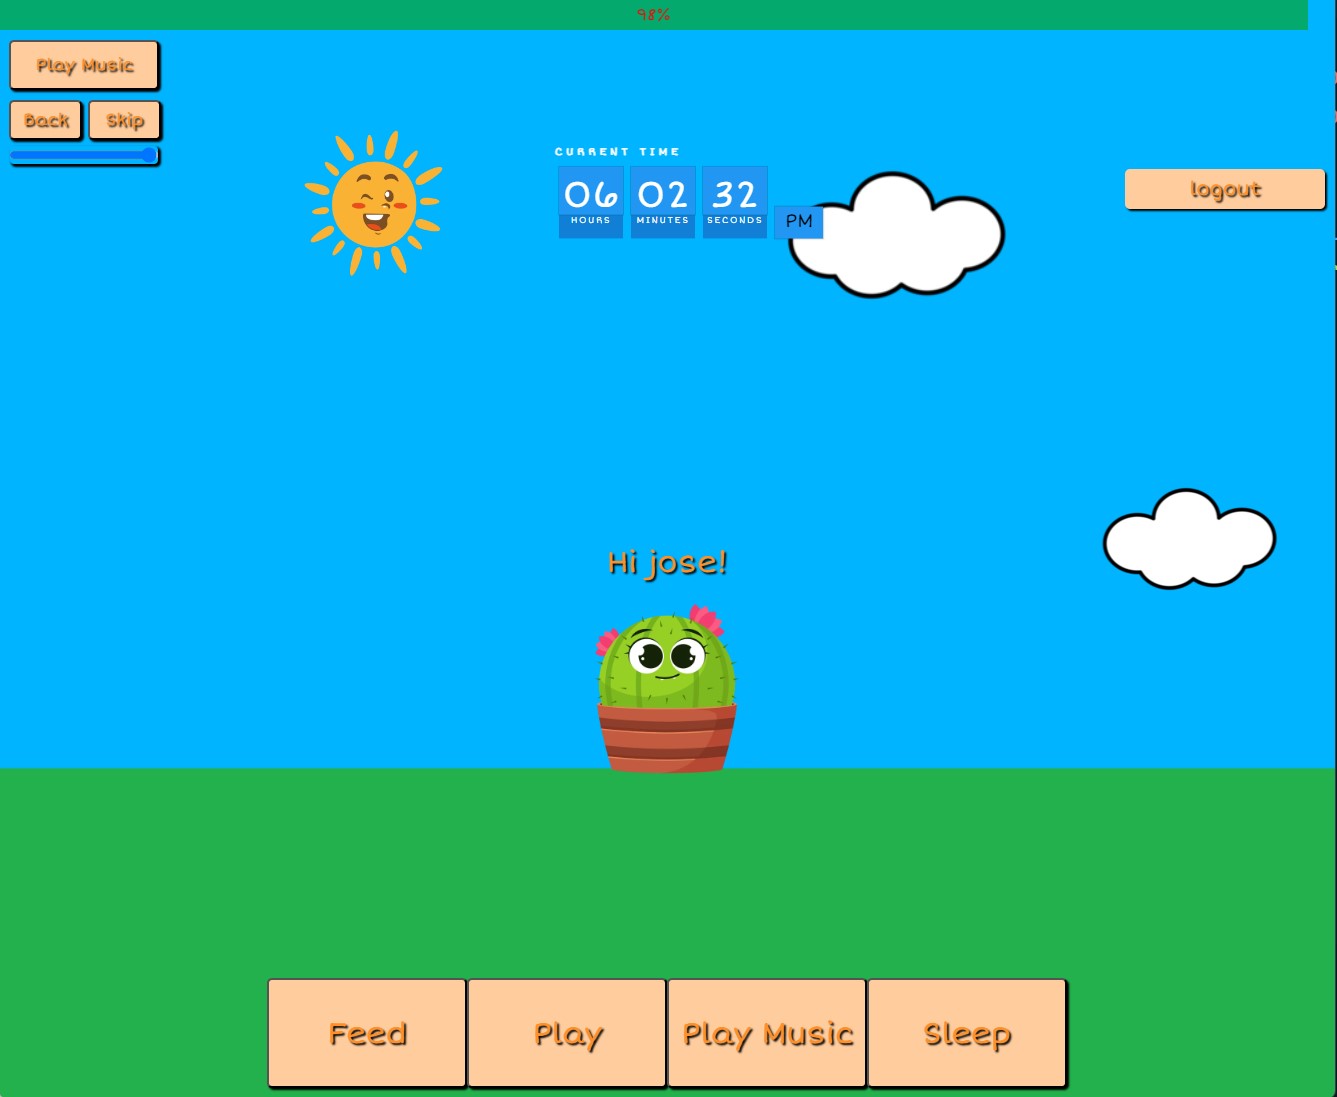 98%
Play Music
Back Skip
CURRENT TIME
06 02 32
HOURS MINUTES SECONDS PM
logout
Hi jose!
Feed Play Play Music Sleep